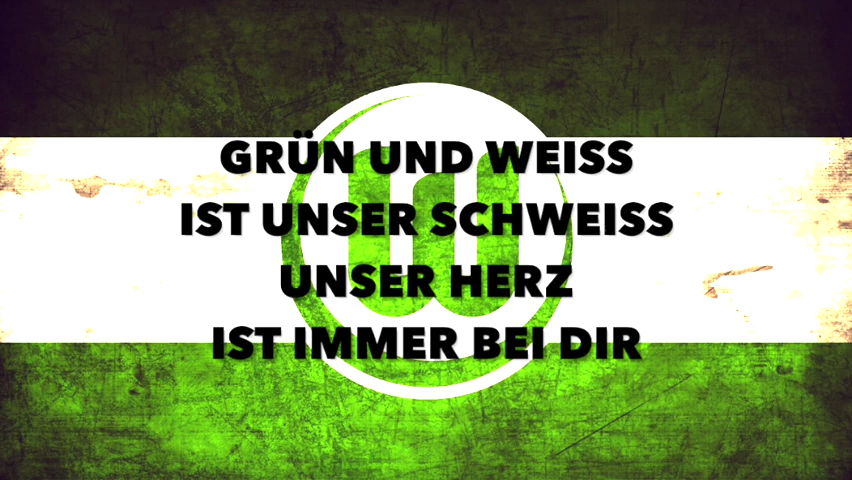 GRÜN UND WEISS
IST UNSER SCHWEISS
UNSER HERZ
IST IMMER BEI DIR